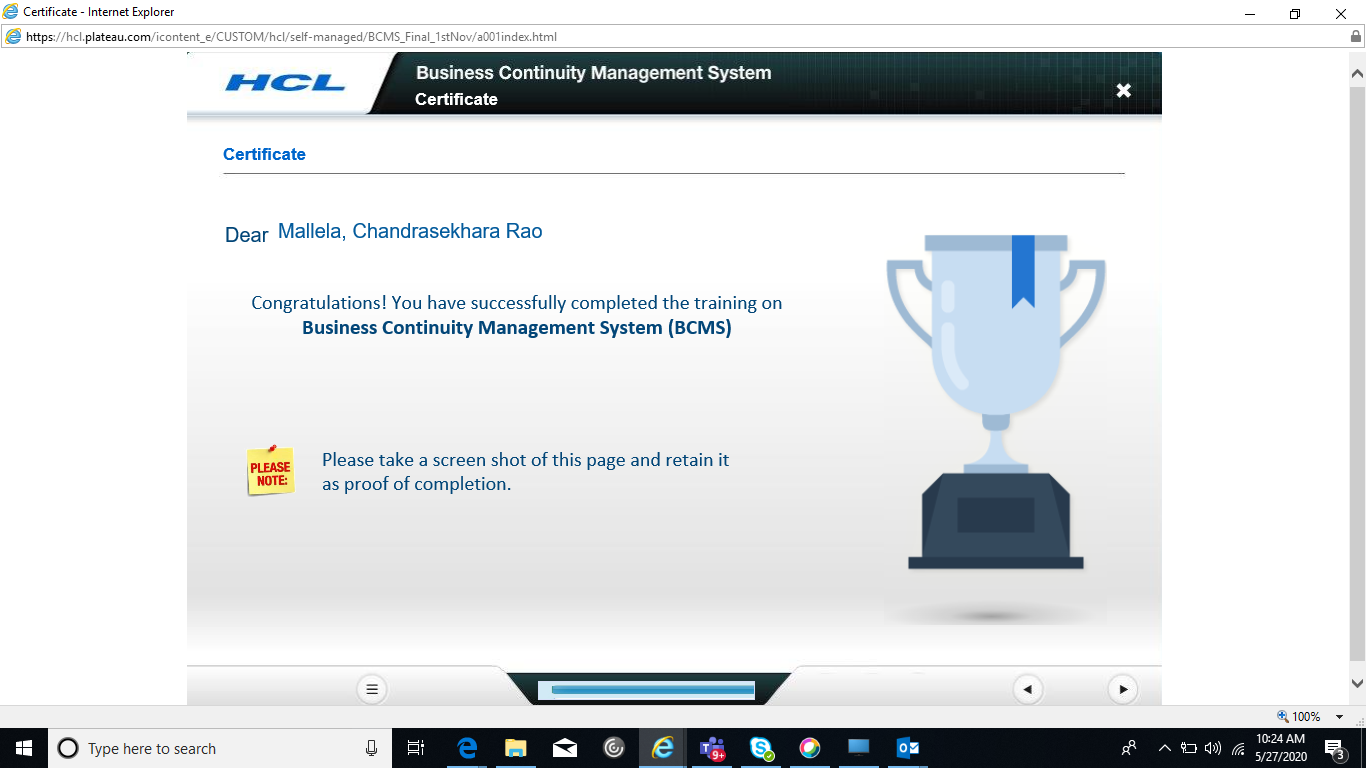 Certificate - Internet Explorer
https://hcl.plateau.com/icontent_e/CUSTOM/hcl/self-managed/BCMS_Final_1stNov/a001index.html
HCL
Business Continuity Management System
Certificate
Certificate
Dear Mallela, Chandrasekhara Rao
Congratulations! You have successfully completed the training on
Business Continuity Management System (BCMS)
PLEASE
NOTE:
Please take a screen shot of this page and retain it
as proof of completion.
100%
Type here to search
9+
10:24 AM
5/27/2020
3